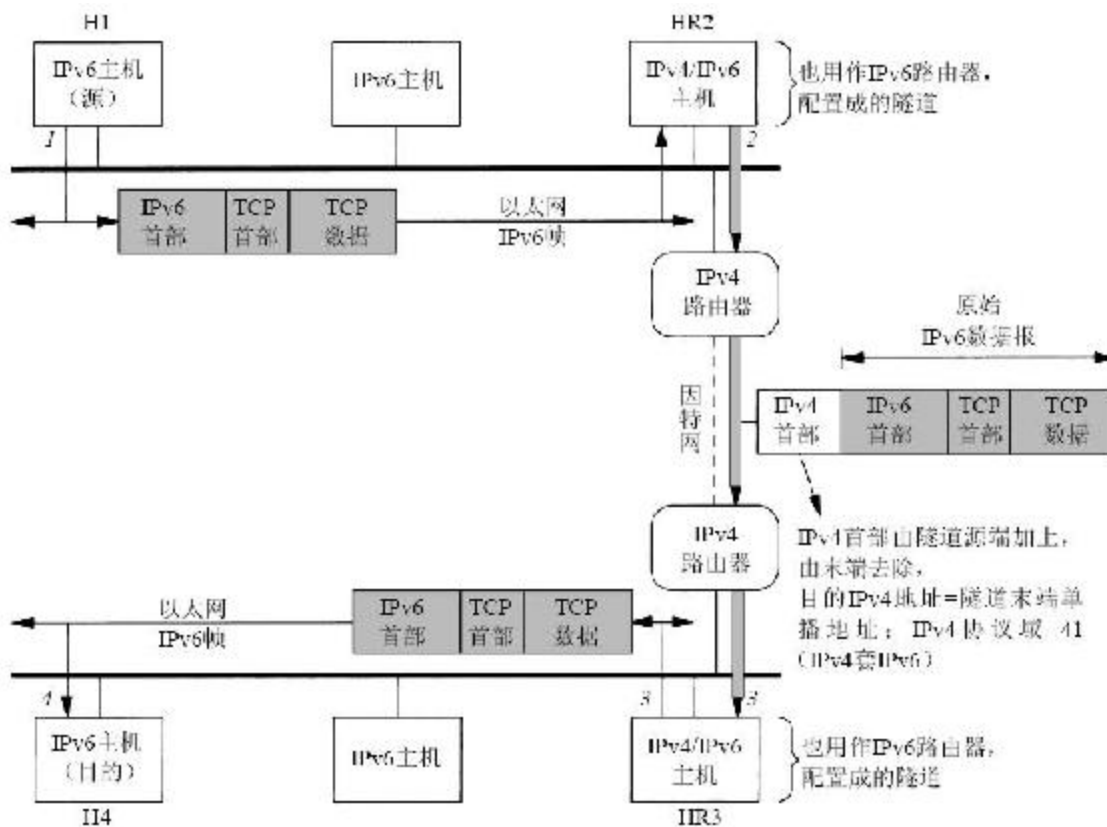 H1
HR2
IPv6主机
（源）
IPv6主机
IPv4/IPv6
主机
也用作IPv6路由器，
配置成的隧道
1
2
IPv6
首部
TCP
首部
TCP
数据
以太网
IPv6帧
IPv4
路由器
原始
IPv6数据报
因特网
IPv4
首部
IPv6
首部
TCP
首部
TCP
数据
IPv4
路由器
IPv4首部由隧道源端加上，
由末端去除，
目的IPv4地址=隧道末端单
播地址；IPv4协议域 41
（IPv4套IPv6）
以太网
IPv6帧
IPv6
首部
TCP
首部
TCP
数据
4
3
3
IPv6主机
（目的）
IPv6主机
IPv4/IPv6
主机
也用作IPv6路由器，
配置成的隧道
H4
HR3